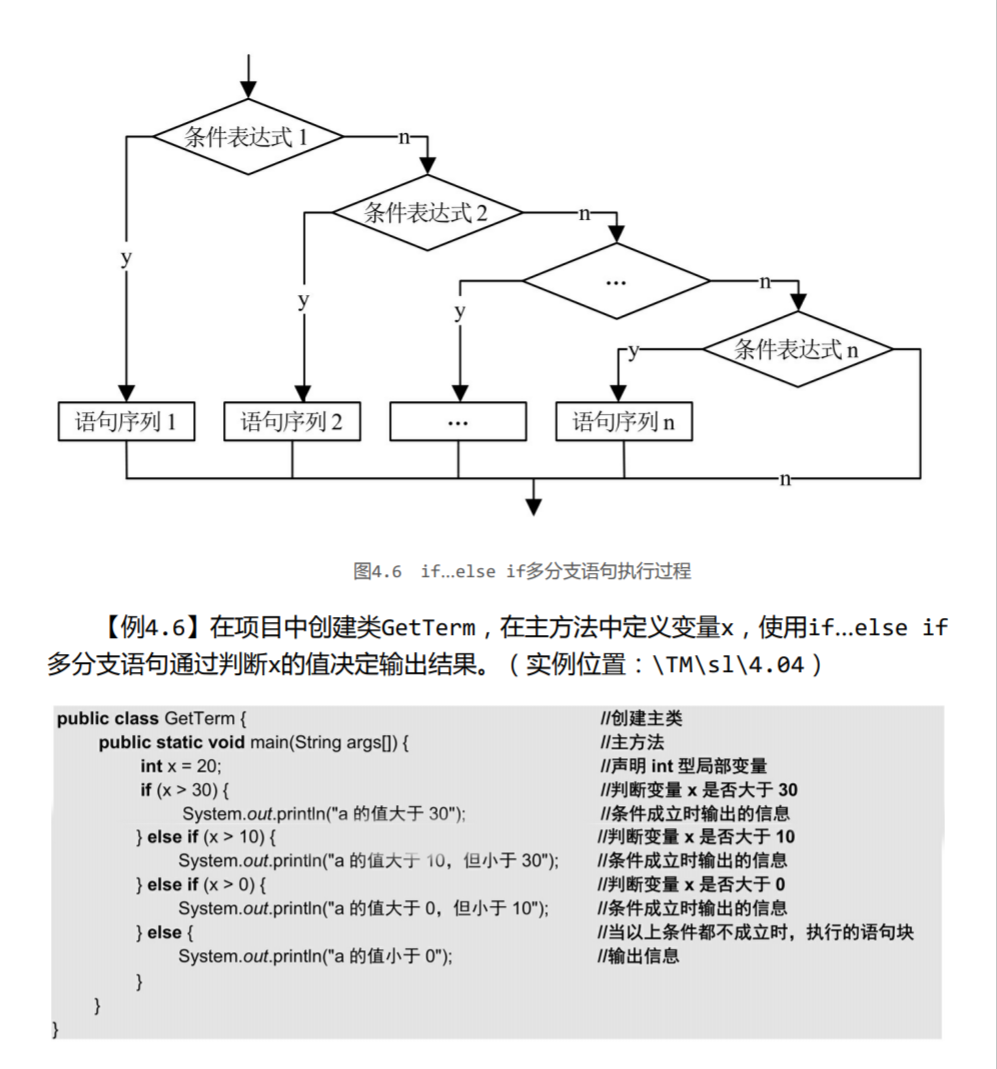 条件表达式 1
n
条件表达式 2
n
y
...
n
y
y
条件表达式 n
y
语句序列 1
语句序列 2
...
语句序列 n
n
图4.6 if…else if多分支语句执行过程
【例4.6】在项目中创建类GetTerm，在主方法中定义变量x，使用if…else if
多分支语句通过判断x的值决定输出结果。（实例位置：\TM\sl\4.04）
public class GetTerm { //创建主类
public static void main(String args[]) { //主方法
int x = 20; //声明 int 型局部变量
if (x > 30) { //判断变量 x 是否大于 30
System.out.println("a 的值大于 30"); //条件成立时输出的信息
} else if (x > 10) { //判断变量 x 是否大于 10
System.out.println("a 的值大于 10，但小于 30"); //条件成立时输出的信息
} else if (x > 0) { //判断变量 x 是否大于 0
System.out.println("a 的值大于 0，但小于 10"); //条件成立时输出的信息
} else { //当以上条件都不成立时，执行的语句块
System.out.println("a 的值小于 0"); //输出信息
}
}
}